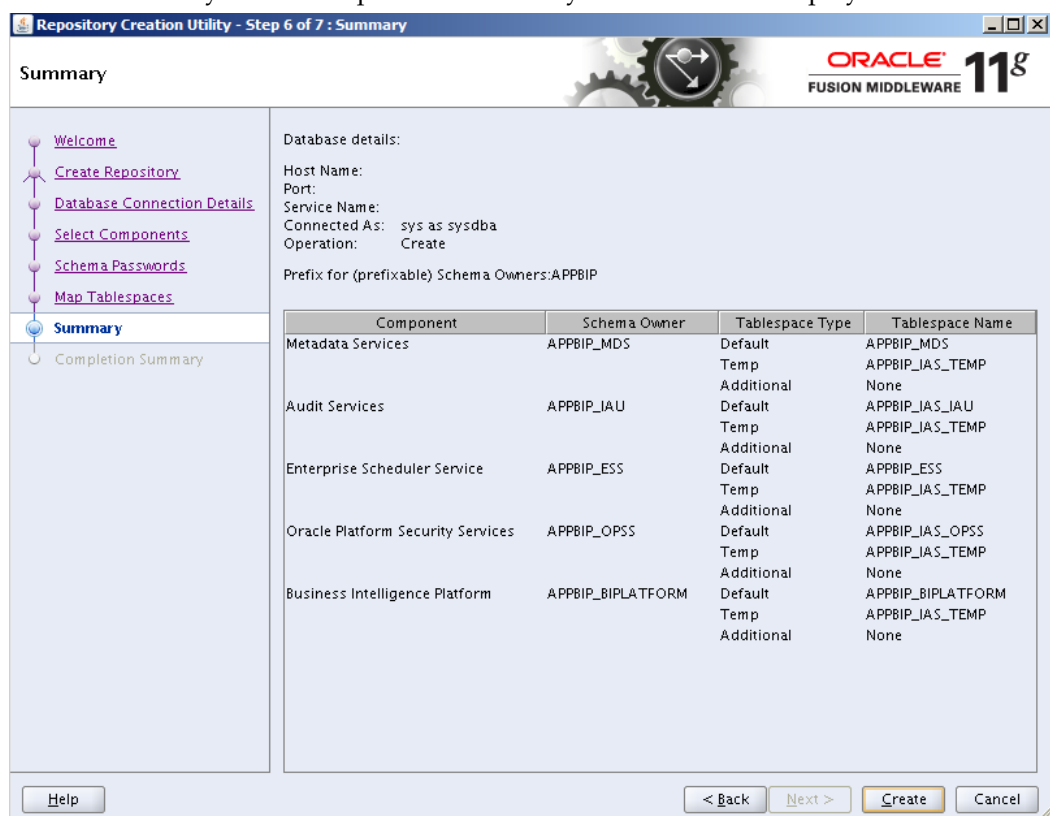 Repository Creation Utility - Step 6 of 7 : Summary
Summary
ORACLE
FUSION MIDDLEWARE 11g
Welcome
Create Repository
Database Connection Details
Select Components
Schema Passwords
Map Tablespaces
Summary
Completion Summary
Database details:
Host Name:
Port:
Service Name:
Connected As: sys as sysdba
Operation: Create
Prefix for (prefixable) Schema Owners:APPBIP
Component Schema Owner Tablespace Type Tablespace Name
Metadata Services APPBIP_MDS Default APPBIP_MDS
Temp APPBIP_IAS_TEMP
Additional None
Audit Services APPBIP_IAU Default APPBIP_IAS_IAU
Temp APPBIP_IAS_TEMP
Additional None
Enterprise Scheduler Service APPBIP_ESS Default APPBIP_ESS
Temp APPBIP_IAS_TEMP
Additional None
Oracle Platform Security Services APPBIP_OPSS Default APPBIP_IAS_OPSS
Temp APPBIP_IAS_TEMP
Additional None
Business Intelligence Platform APPBIP_BIPLATFORM Default APPBIP_BIPLATFORM
Temp APPBIP_IAS_TEMP
Additional None
Help < Back Next > Create Cancel